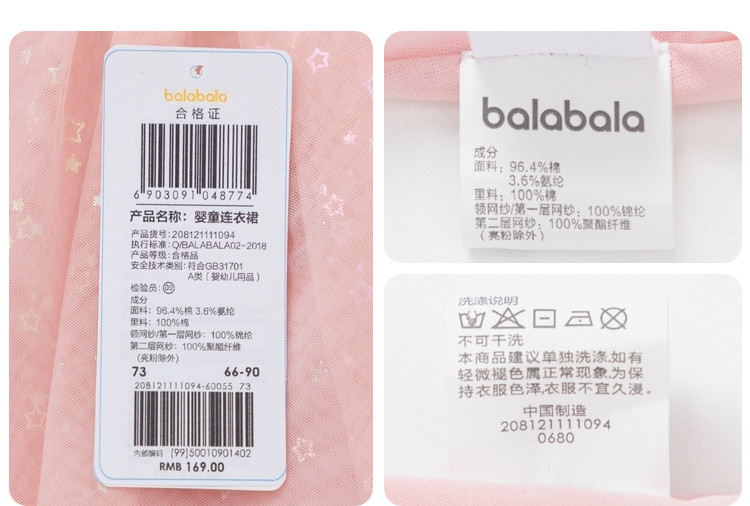 balabala
合格证
6 903091 048774
产品名称: 婴童连衣裙
产品货号: 208121111094
执行标准: Q/BALABALA02-2018
产品等级: 合格品
安全技术类别: 符合GB31701
A类 (婴幼儿用品)
检验员: 00
成分
面料: 96.4%棉 3.6%氨纶
里料: 100%棉
领网纱/第一层网纱: 100%锦纶
第二层网纱: 100%聚酯纤维
(亮粉除外)
73 66-90
208121111094-60055 73
内部编码 (99)50010901402
RMB 169.00
balabala
成分
面料: 96.4%棉
3.6%氨纶
里料: 100%棉
领网纱/第一层网纱: 100%锦纶
第二层网纱: 100%聚酯纤维
(亮粉除外)
洗涤说明
不可干洗
本商品建议单独洗涤,如有
轻微褪色属正常现象,为保
持衣服色泽,衣服不宜久浸。
中国制造
208121111094
0680